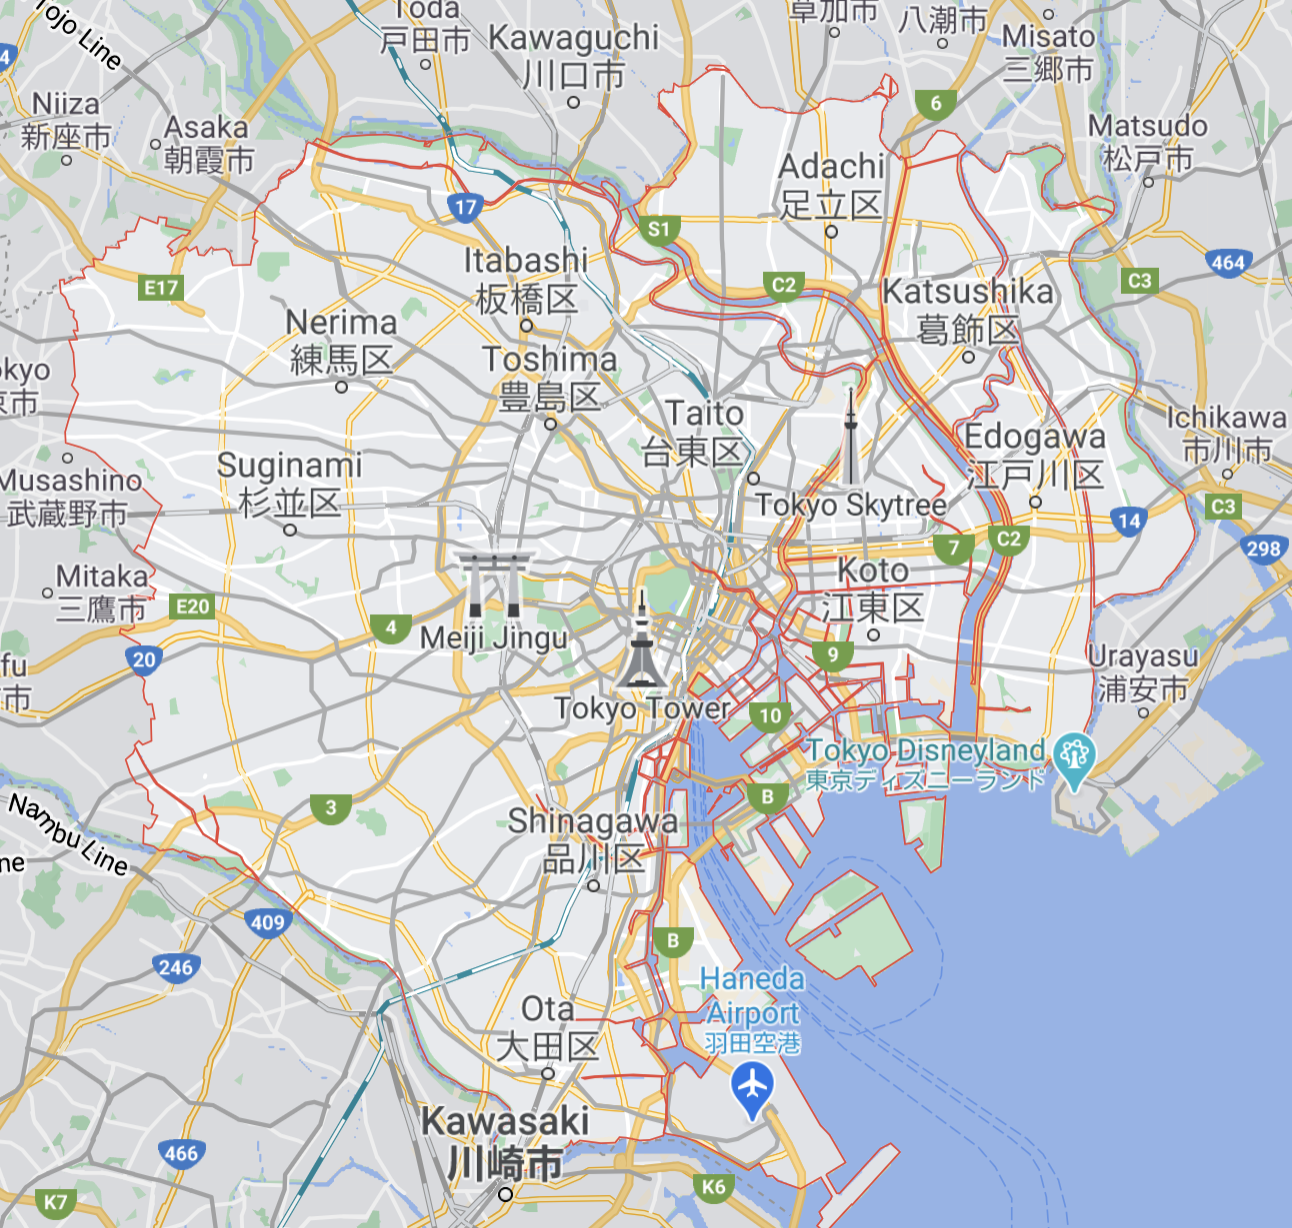 Tojo Line
Toda
戸田市
Kawaguchi
川口市
草加市
八潮市
Misato
三郷市
4
Niiza
新座市
Asaka
朝霞市
6
Matsudo
松戸市
Adachi
足立区
17
S1
C2
464
C3
E17
Itabashi
板橋区
Katsushika
葛飾区
Nerima
練馬区
Toshima
豊島区
Taito
台東区
Ichikawa
市川市
Edogawa
江戸川区
Musashino
武蔵野市
Suginami
杉並区
Tokyo Skytree
C3
14
7
C2
298
Mitaka
三鷹市
E20
Koto
江東区
4
Meiji Jingu
20
9
Urayasu
浦安市
Tokyo Tower
10
Tokyo Disneyland
東京ディズニーランド
B
3
Nambu Line
Shinagawa
品川区
409
246
B
Haneda
Airport
羽田空港
Ota
大田区
Kawasaki
川崎市
466
K7
K6